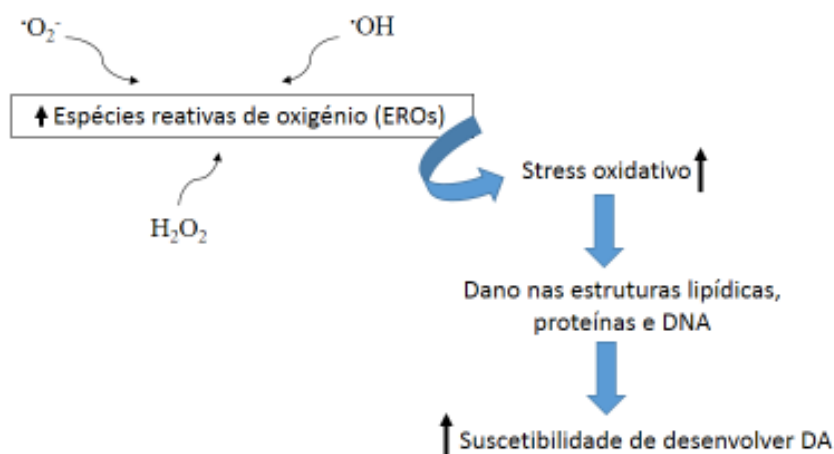 ·O₂⁻
·OH
Espécies reativas de oxigénio (EROs)
H₂O₂
Stress oxidativo
Dano nas estruturas lipídicas,
proteínas e DNA
Suscetibilidade de desenvolver DA